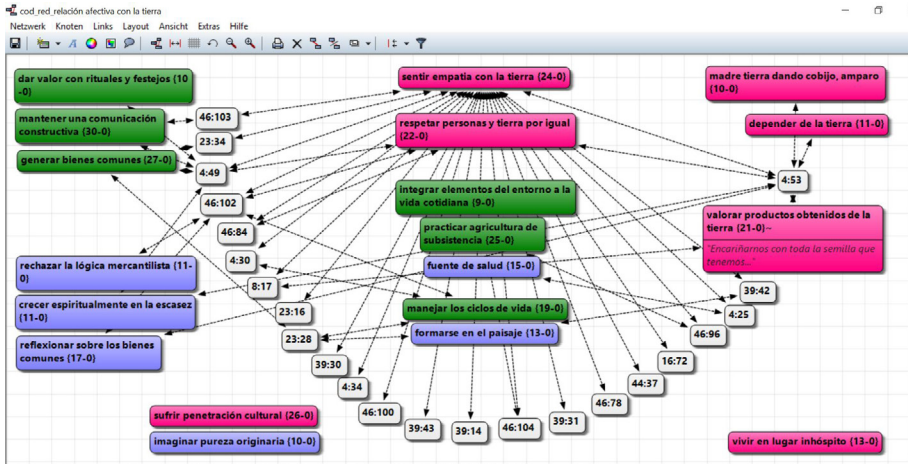 cod_red_relación afectiva con la tierra
Netzwerk Knoten Links Layout Ansicht Extras Hilfe
dar valor con rituales y festejos (10
-0)
sentir empatia con la tierra (24-0)
madre tierra dando cobijo, amparo
(10-0)
mantener una comunicación
constructiva (30-0)
46:103
respetar personas y tierra por igual
(22-0)
depender de la tierra (11-0)
23:34
generar bienes comunes (27-0)
4:49
4:53
integrar elementos del entorno a la
vida cotidiana (9-0)
46:102
valorar productos obtenidos de la
tierra (21-0)~
"Encariñarnos con toda la semilla que
tenemos..."
practicar agricultura de
subsistencia (25-0)
46:84
4:30
rechazar la lógica mercantilista (11-
0)
fuente de salud (15-0)
8:17
39:42
crecer espiritualmente en la escasez
(11-0)
manejar los ciclos de vida (19-0)
23:16
4:25
formarse en el paisaje (13-0)
46:96
reflexionar sobre los bienes
comunes (17-0)
23:28
39:30
16:72
4:34
44:37
46:100
46:78
39:43
39:14
46:104
39:31
sufrir penetración cultural (26-0)
imaginar pureza originaria (10-0)
vivir en lugar inhóspito (13-0)